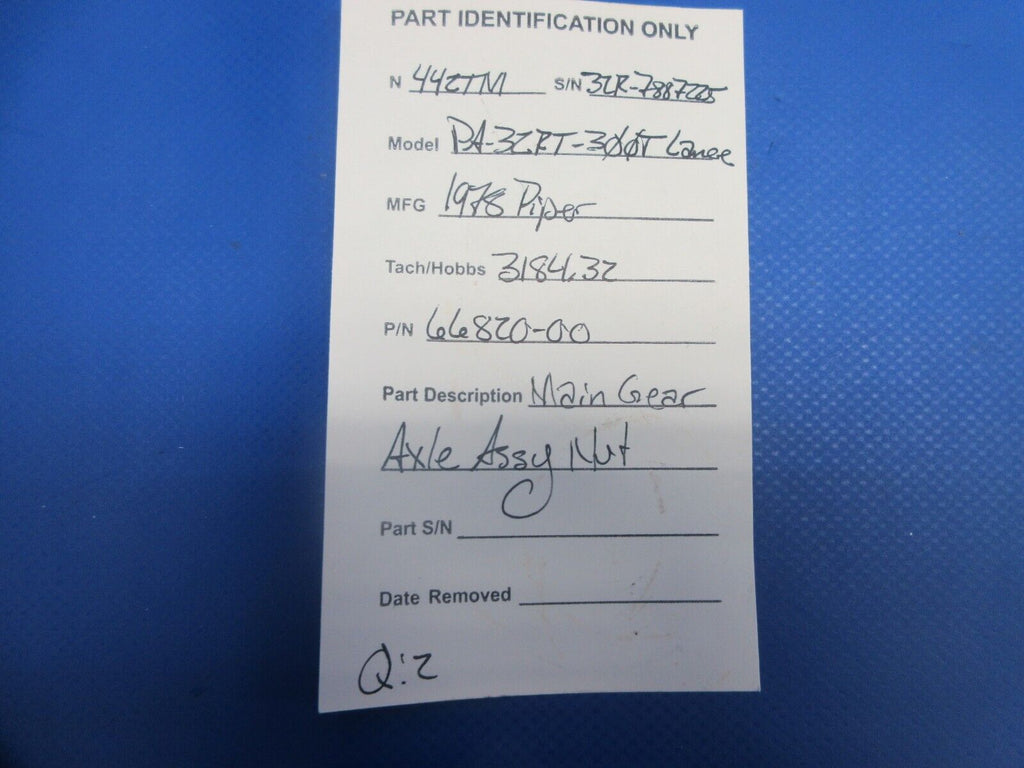 PART IDENTIFICATION ONLY
N 442TM S/N 32R-7887225
Model PA-32RT-300T Lance
MFG 1978 Piper
Tach/Hobbs 3184.32
P/N 66820-00
Part Description Main Gear
Axle Assy Nut
Part S/N
Date Removed
Q:2